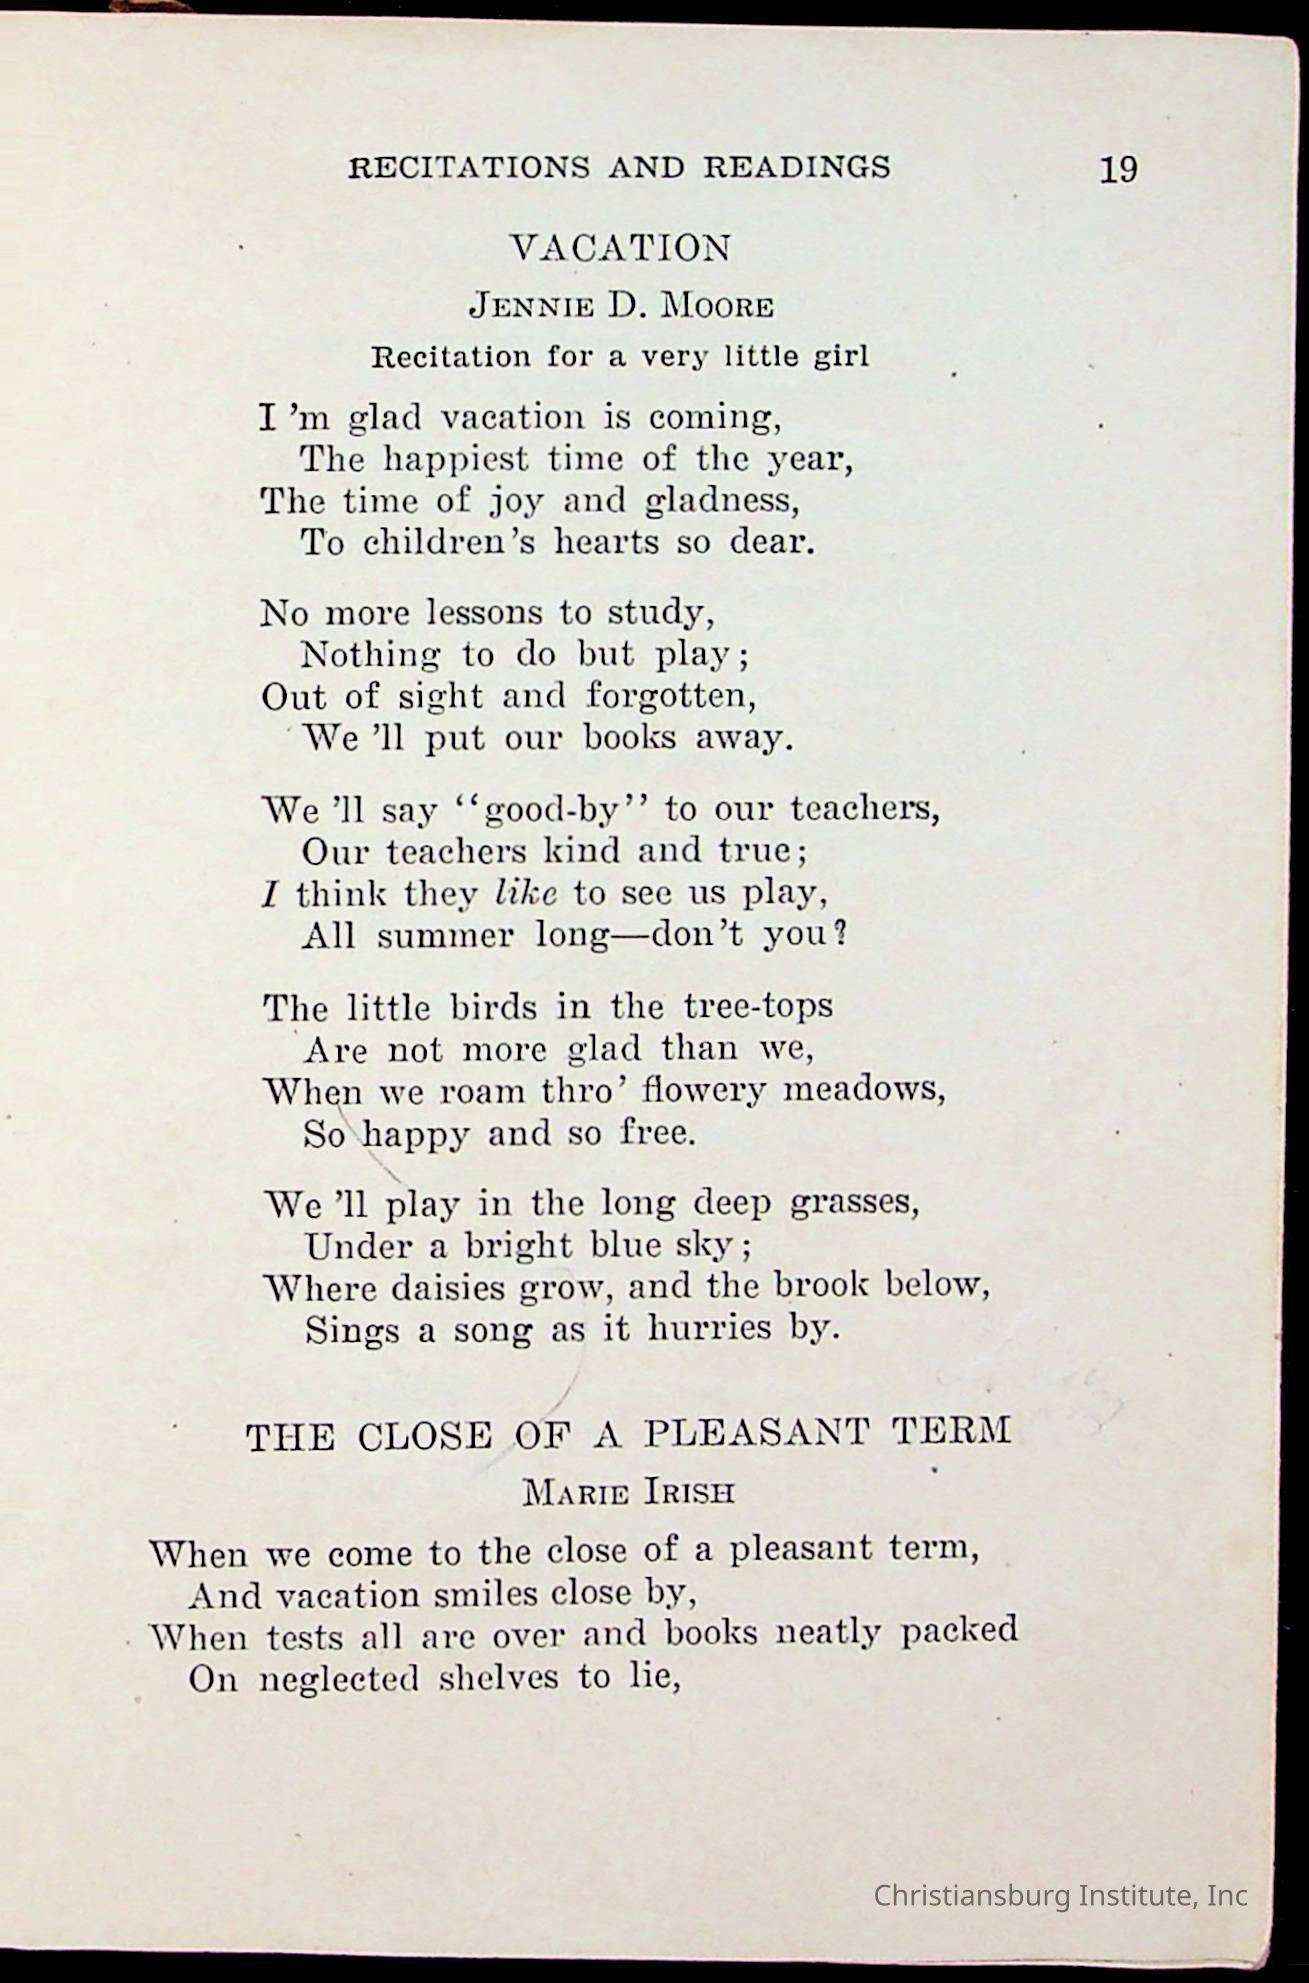 RECITATIONS AND READINGS 19
VACATION
JENNIE D. MOORE
Recitation for a very little girl
I 'm glad vacation is coming,
The happiest time of the year,
The time of joy and gladness,
To children's hearts so dear.
No more lessons to study,
Nothing to do but play;
Out of sight and forgotten,
We 'll put our books away.
We 'll say "good-by" to our teachers,
Our teachers kind and true;
I think they like to see us play,
All summer long—don't you?
The little birds in the tree-tops
Are not more glad than we,
When we roam thro' flowery meadows,
So happy and so free.
We 'll play in the long deep grasses,
Under a bright blue sky;
Where daisies grow, and the brook below,
Sings a song as it hurries by.
THE CLOSE OF A PLEASANT TERM
MARIE IRISH
When we come to the close of a pleasant term,
And vacation smiles close by,
When tests all are over and books neatly packed
On neglected shelves to lie,
Christiansburg Institute, Inc